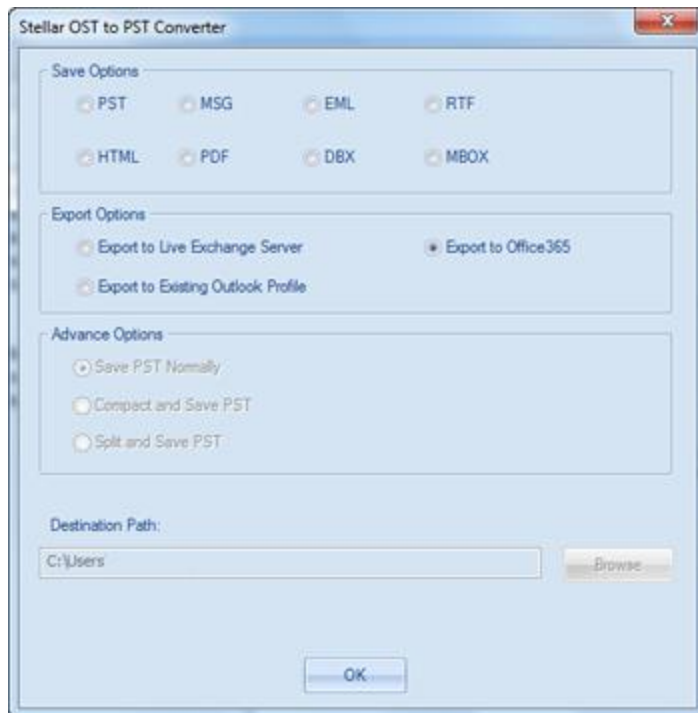 Stellar OST to PST Converter
Save Options
PST MSG EML RTF
HTML PDF DBX MBOX
Export Options
Export to Live Exchange Server Export to Office365
Export to Existing Outlook Profile
Advance Options
Save PST Normally
Compact and Save PST
Split and Save PST
Destination Path:
C:\Users Browse
OK